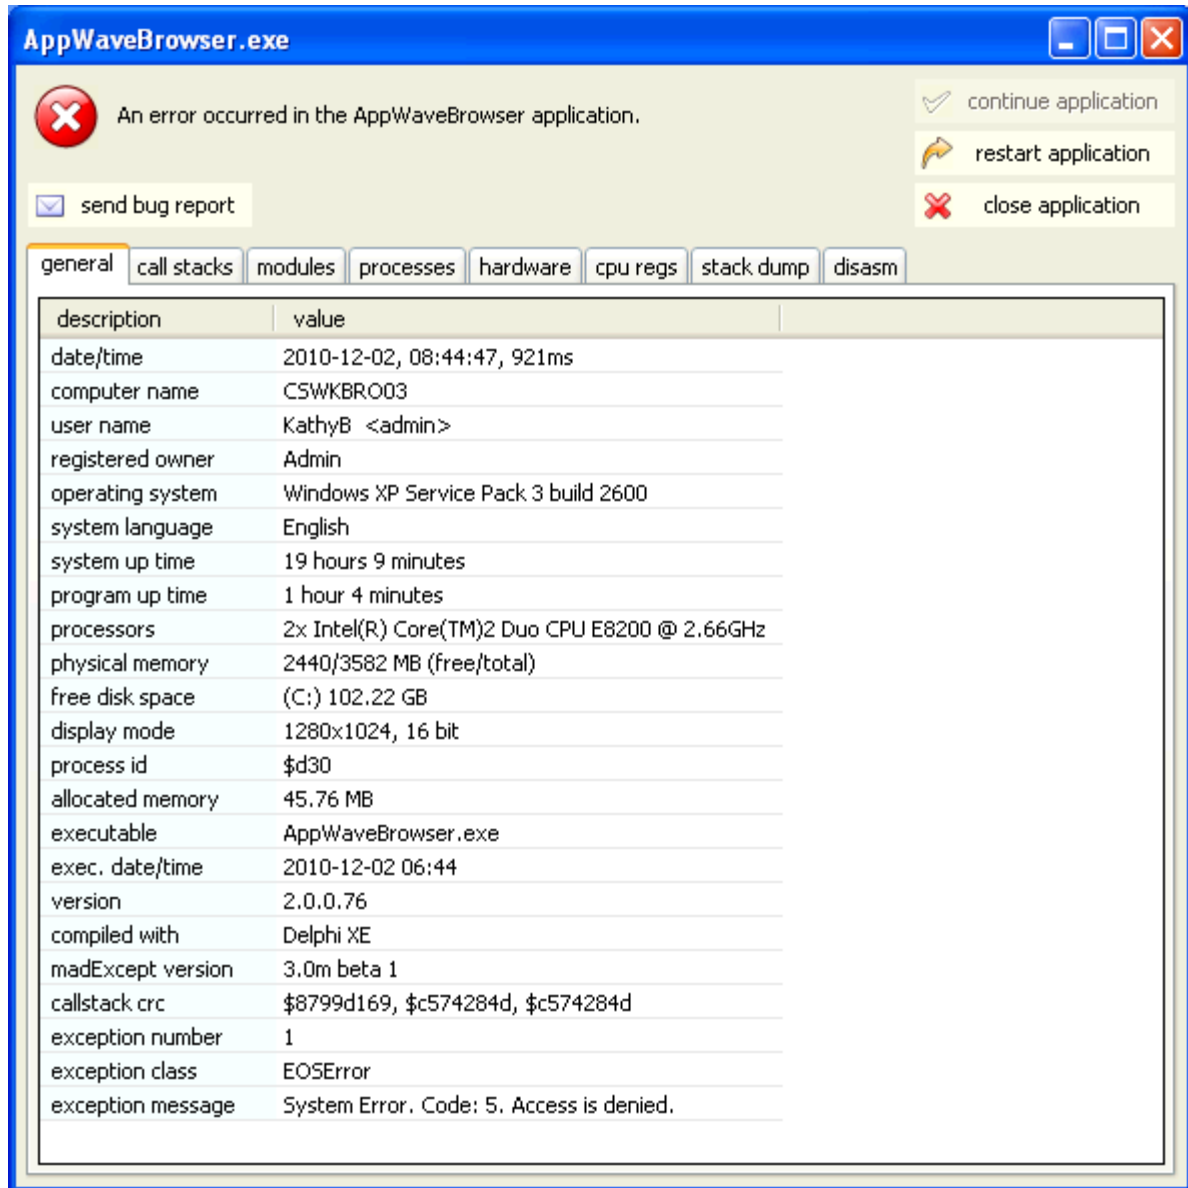 AppWaveBrowser.exe
An error occurred in the AppWaveBrowser application.
continue application
restart application
send bug report
close application
general call stacks modules processes hardware cpu regs stack dump disasm
description value
date/time 2010-12-02, 08:44:47, 921ms
computer name CSWKBRO03
user name KathyB <admin>
registered owner Admin
operating system Windows XP Service Pack 3 build 2600
system language English
system up time 19 hours 9 minutes
program up time 1 hour 4 minutes
processors 2x Intel(R) Core(TM)2 Duo CPU E8200 @ 2.66GHz
physical memory 2440/3582 MB (free/total)
free disk space (C:) 102.22 GB
display mode 1280x1024, 16 bit
process id $d30
allocated memory 45.76 MB
executable AppWaveBrowser.exe
exec. date/time 2010-12-02 06:44
version 2.0.0.76
compiled with Delphi XE
madExcept version 3.0m beta 1
callstack crc $8799d169, $c574284d, $c574284d
exception number 1
exception class EOSError
exception message System Error. Code: 5. Access is denied.